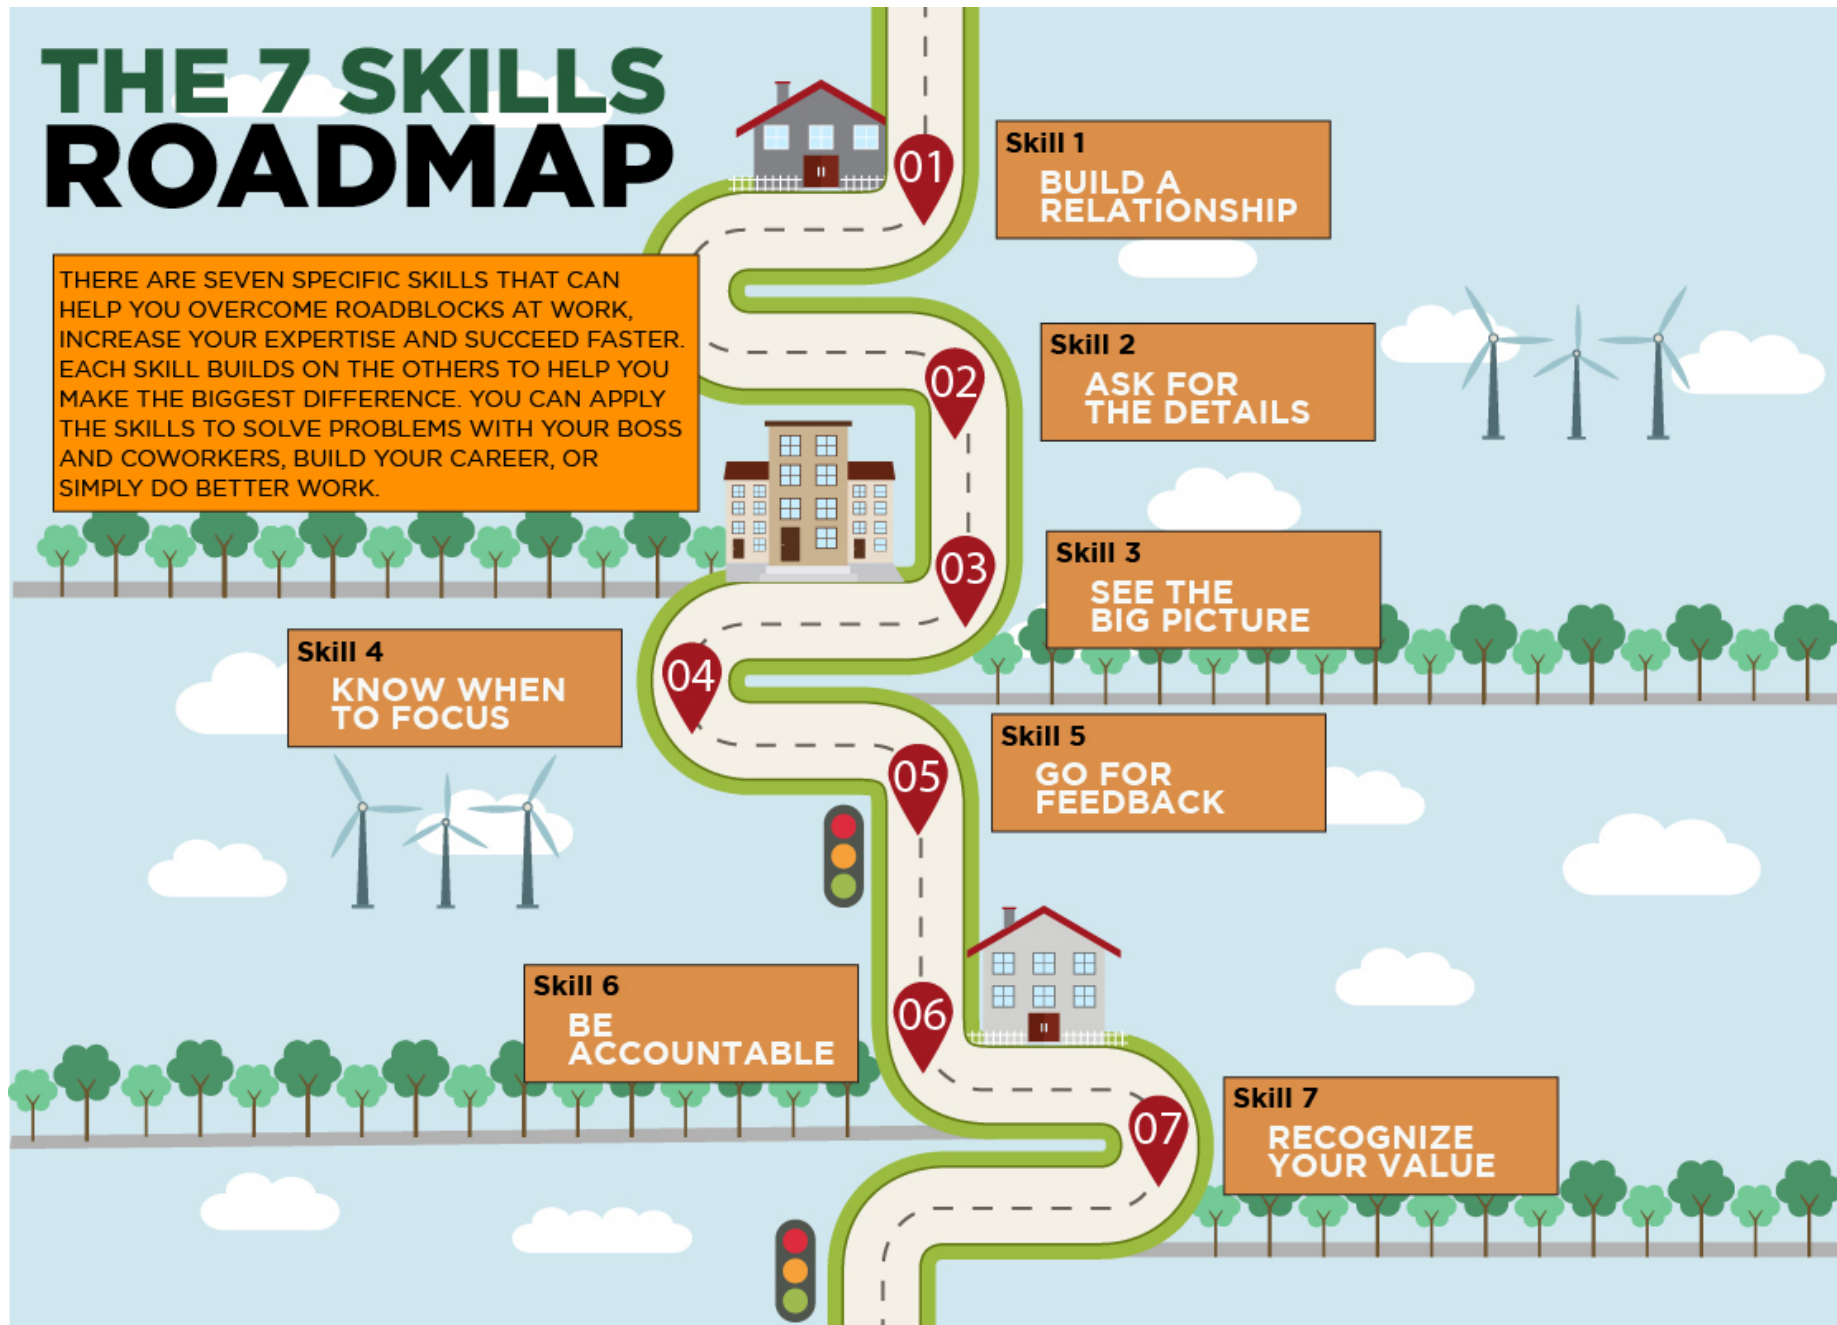 THE 7 SKILLS
ROADMAP
THERE ARE SEVEN SPECIFIC SKILLS THAT CAN
HELP YOU OVERCOME ROADBLOCKS AT WORK,
INCREASE YOUR EXPERTISE AND SUCCEED FASTER.
EACH SKILL BUILDS ON THE OTHERS TO HELP YOU
MAKE THE BIGGEST DIFFERENCE. YOU CAN APPLY
THE SKILLS TO SOLVE PROBLEMS WITH YOUR BOSS
AND COWORKERS, BUILD YOUR CAREER, OR
SIMPLY DO BETTER WORK.
01
Skill 1
BUILD A
RELATIONSHIP
02
Skill 2
ASK FOR
THE DETAILS
03
Skill 3
SEE THE
BIG PICTURE
04
Skill 4
KNOW WHEN
TO FOCUS
05
Skill 5
GO FOR
FEEDBACK
06
Skill 6
BE
ACCOUNTABLE
07
Skill 7
RECOGNIZE
YOUR VALUE